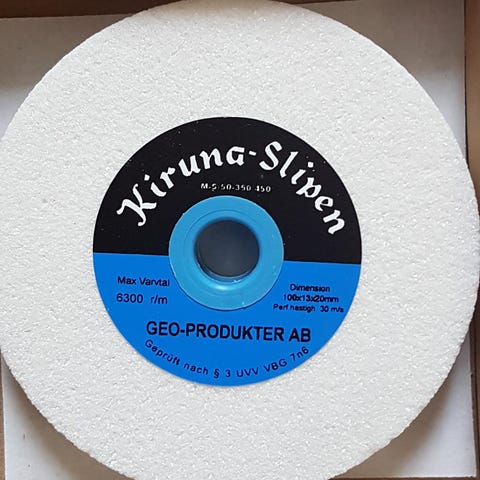 Kiruna-Slipen
M-S 50-350 450
Max Varvtal
6300 r/m
Dimension
100x13x20mm
Perf hastigh 30 m/s
GEO-PRODUKTER AB
Geprüft nach § 3 UVV VBG 7n6